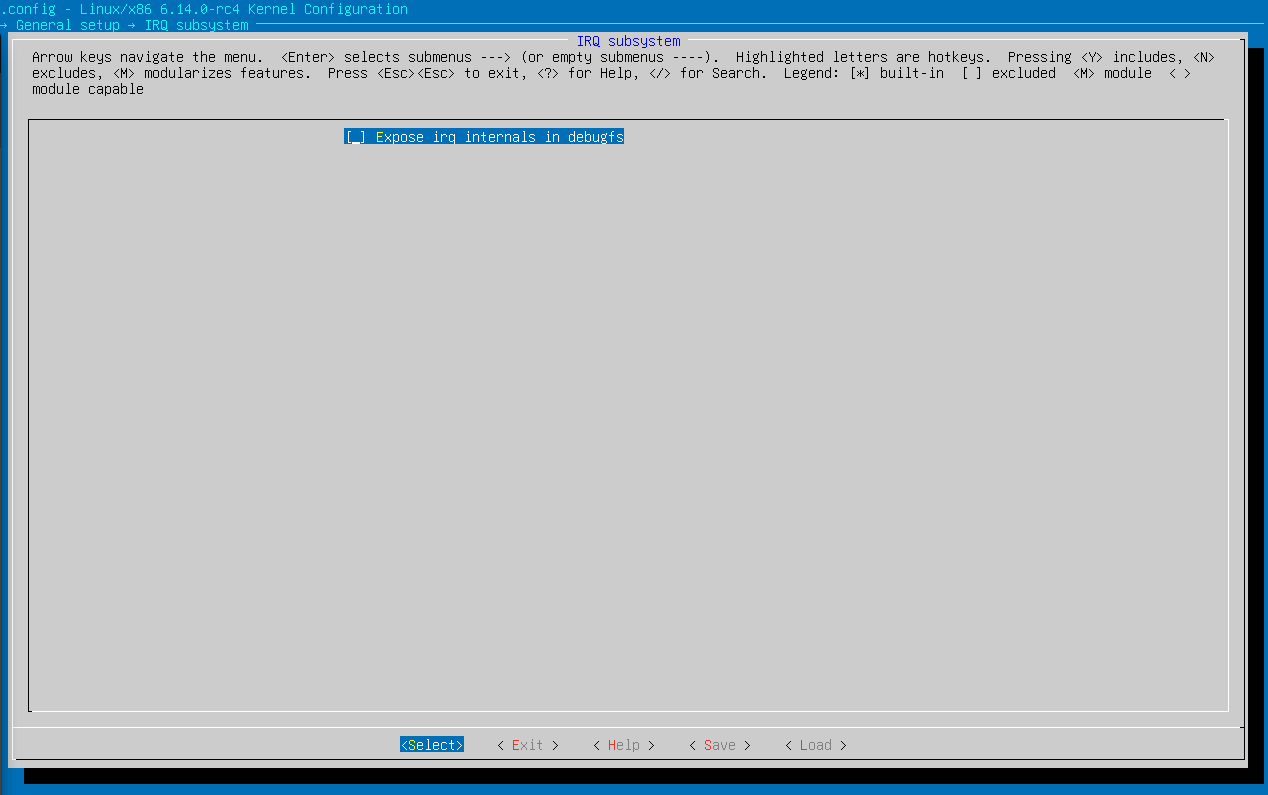 .config - Linux/x86 6.14.0-rc4 Kernel Configuration
→ General setup → IRQ subsystem
IRQ subsystem
Arrow keys navigate the menu.  <Enter> selects submenus ---> (or empty submenus ----).  Highlighted letters are hotkeys.  Pressing <Y> includes, <N>
excludes, <M> modularizes features.  Press <Esc><Esc> to exit, <?> for Help, </> for Search.  Legend: [*] built-in  [ ] excluded  <M> module  < >
module capable
[ ] Expose irq internals in debugfs
<Select>    < Exit >    < Help >    < Save >    < Load >